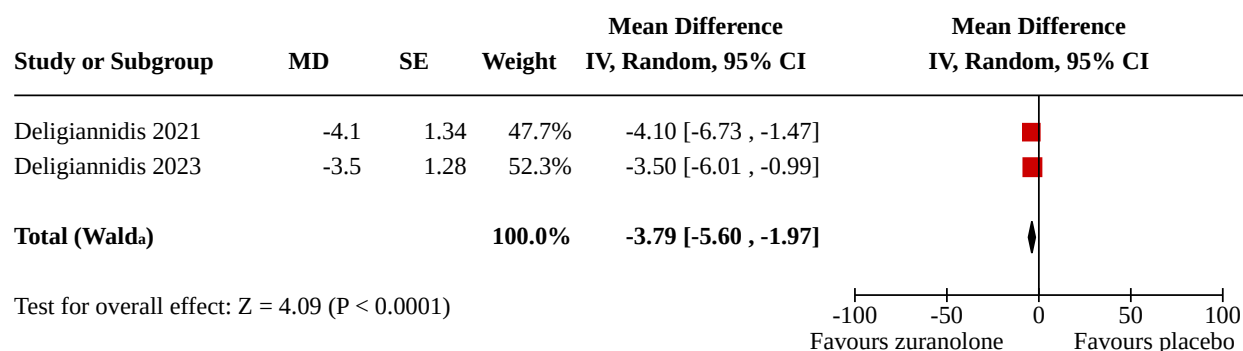 Mean Difference Mean Difference
Study or Subgroup MD SE Weight IV, Random, 95% CI IV, Random, 95% CI
Deligiannidis 2021 -4.1 1.34 47.7% -4.10 [-6.73 , -1.47]
Deligiannidis 2023 -3.5 1.28 52.3% -3.50 [-6.01 , -0.99]
Total (Walda) 100.0% -3.79 [-5.60 , -1.97]
Test for overall effect: Z = 4.09 (P < 0.0001)
-100 -50 0 50 100
Favours zuranolone Favours placebo